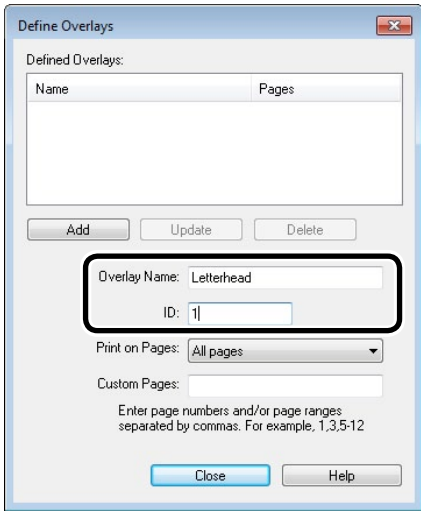 Define Overlays
Defined Overlays:
Name Pages
Add Update Delete
Overlay Name: Letterhead
ID: 1
Print on Pages: All pages
Custom Pages:
Enter page numbers and/or page ranges
separated by commas. For example, 1,3,5-12
Close Help